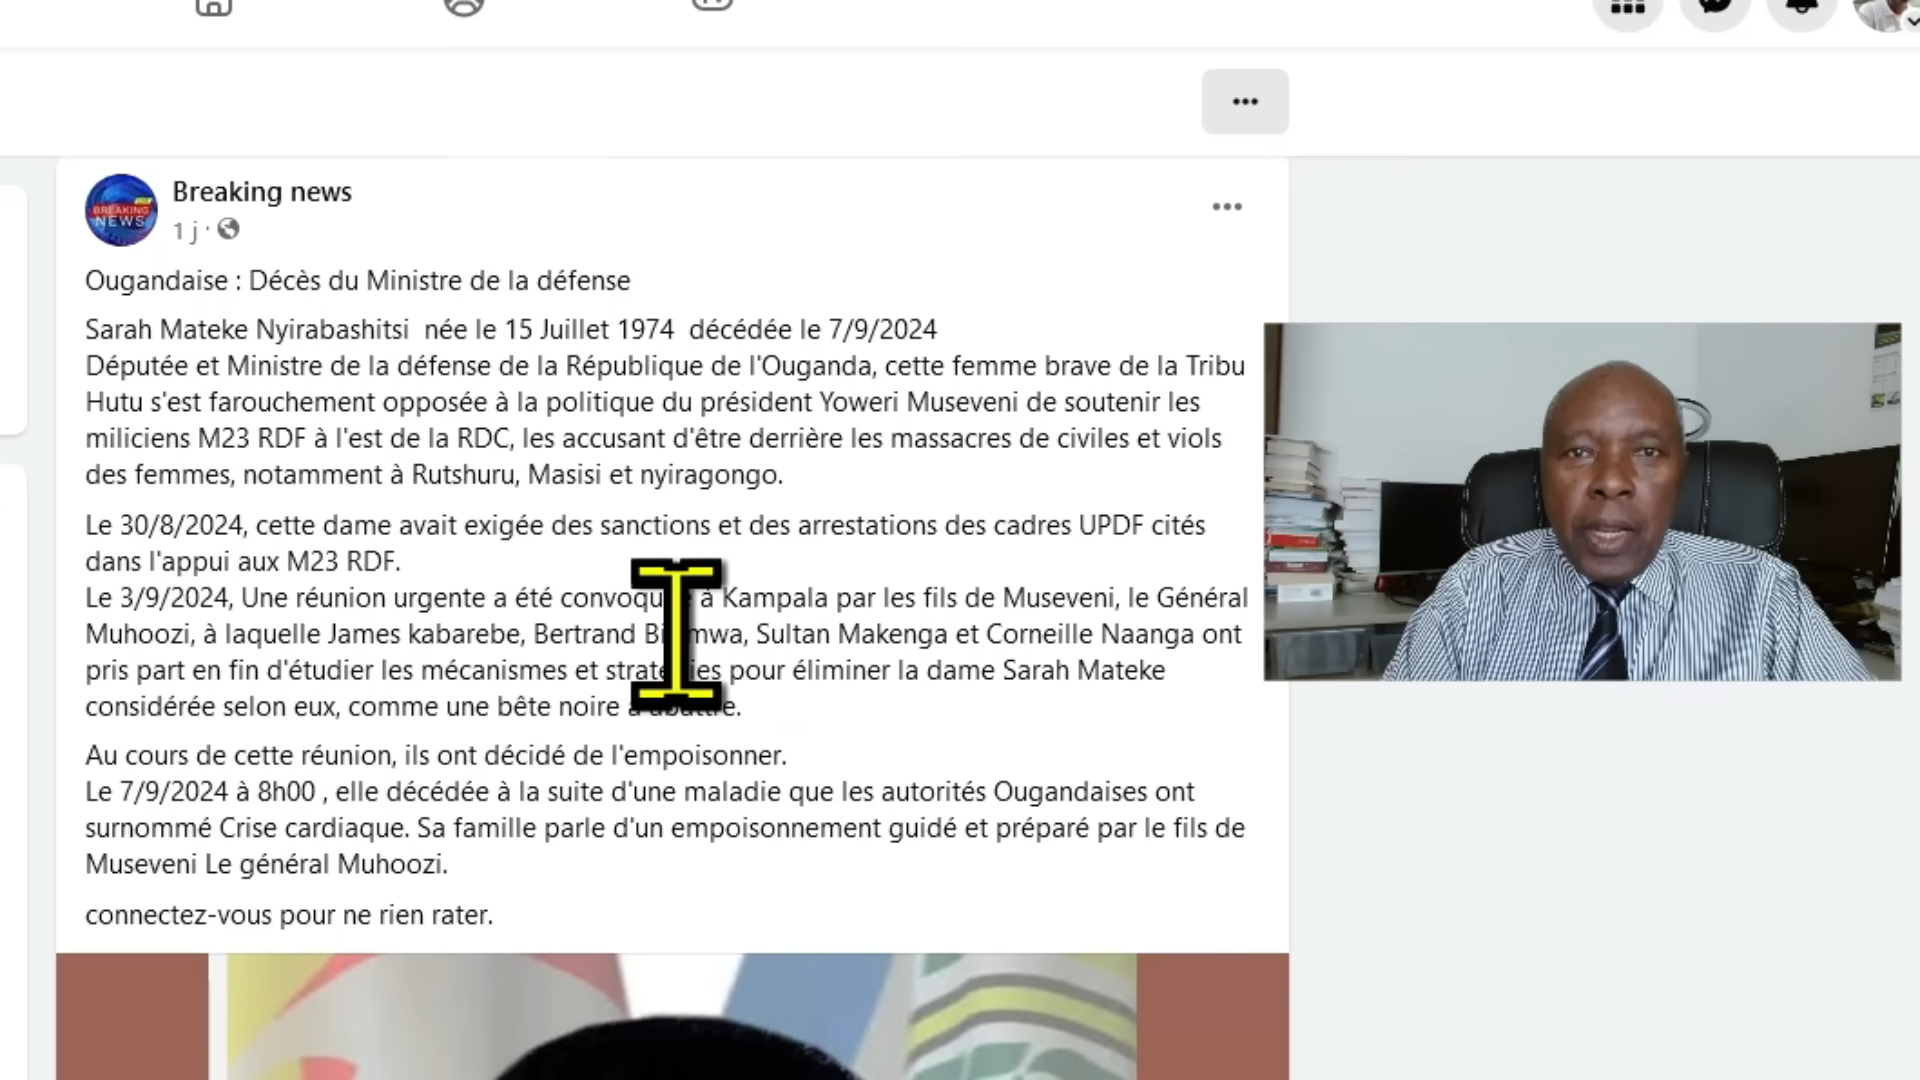 Breaking news
BREAKING
NEWS
1 j ·
Ougandaise : Décès du Ministre de la défense
Sarah Mateke Nyirabashitsi née le 15 Juillet 1974 décédée le 7/9/2024
Députée et Ministre de la défense de la République de l'Ouganda, cette femme brave de la Tribu
Hutu s'est farouchement opposée à la politique du président Yoweri Museveni de soutenir les
miliciens M23 RDF à l'est de la RDC, les accusant d'être derrière les massacres de civiles et viols
des femmes, notamment à Rutshuru, Masisi et nyiragongo.
Le 30/8/2024, cette dame avait exigée des sanctions et des arrestations des cadres UPDF cités
dans l'appui aux M23 RDF.
Le 3/9/2024, Une réunion urgente a été à Kampala par les fils de Museveni, le Général
Muhoozi, à laquelle James kabarebe, Bertrand Sultan Makenga et Corneille Naanga ont
pris part en fin d'étudier les mécanismes et pour éliminer la dame Sarah Mateke
considérée selon eux, comme une bête noire
Au cours de cette réunion, ils ont décidé de l'empoisonner.
Le 7/9/2024 à 8h00 , elle décédée à la suite d'une maladie que les autorités Ougandaises ont
surnommé Crise cardiaque. Sa famille parle d'un empoisonnement guidé et préparé par le fils de
Museveni Le général Muhoozi.
connectez-vous pour ne rien rater.